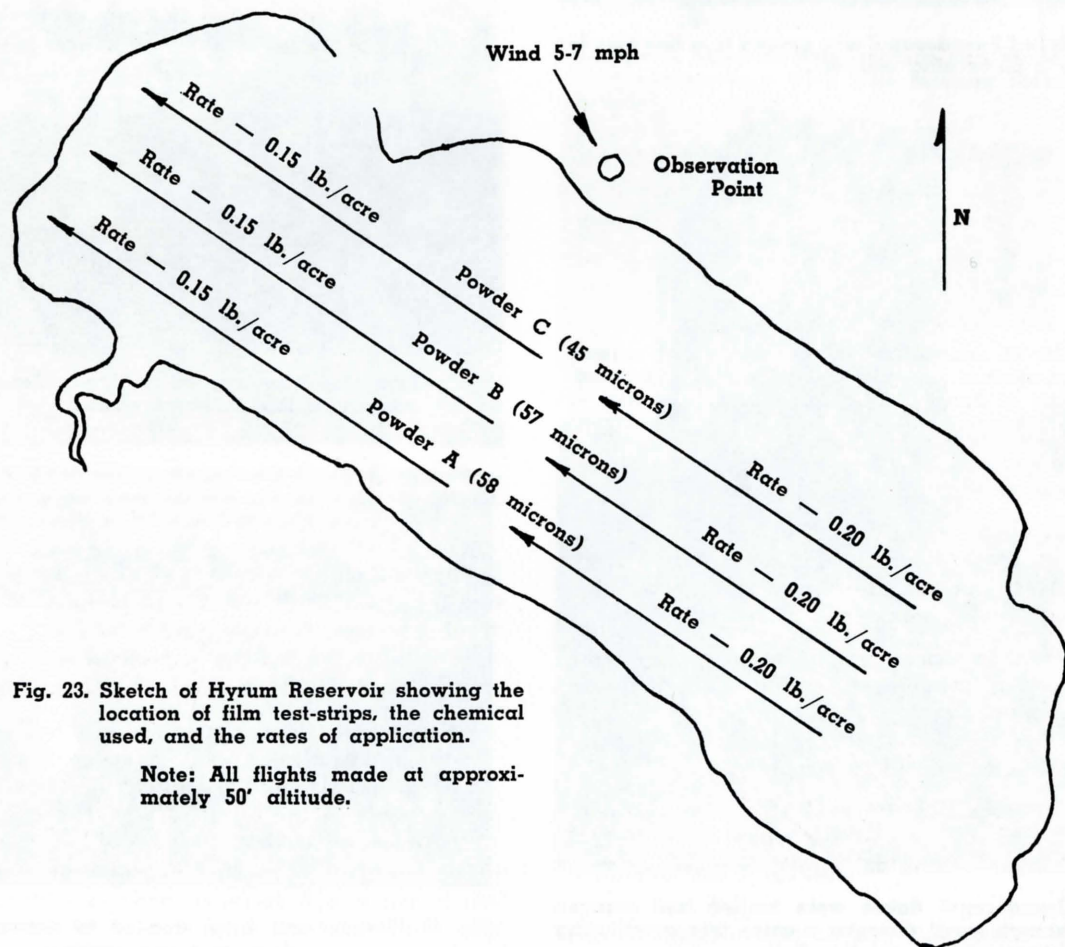 Wind 5-7 mph
Observation
Point
N
Rate — 0.15 lb./acre
Rate — 0.15 lb./acre
Rate — 0.15 lb./acre
Powder C (45 microns)
Powder B (57 microns)
Powder A (58 microns)
Rate — 0.20 lb./acre
Rate — 0.20 lb./acre
Rate — 0.20 lb./acre
Fig. 23. Sketch of Hyrum Reservoir showing the
location of film test-strips, the chemical
used, and the rates of application.
Note: All flights made at approxi-
mately 50' altitude.